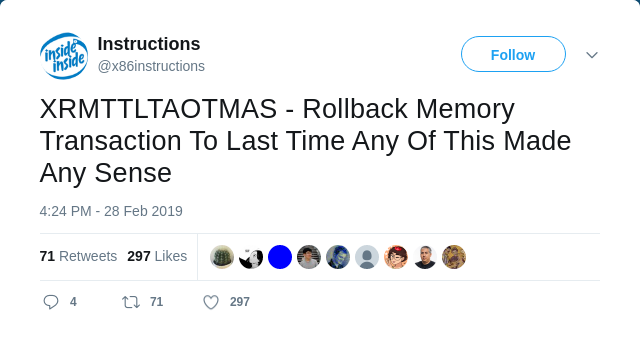 inside
inside
Instructions
@x86instructions
Follow
XRMTTLTAOTMAS - Rollback Memory
Transaction To Last Time Any Of This Made
Any Sense
4:24 PM - 28 Feb 2019
71 Retweets 297 Likes
4 71 297